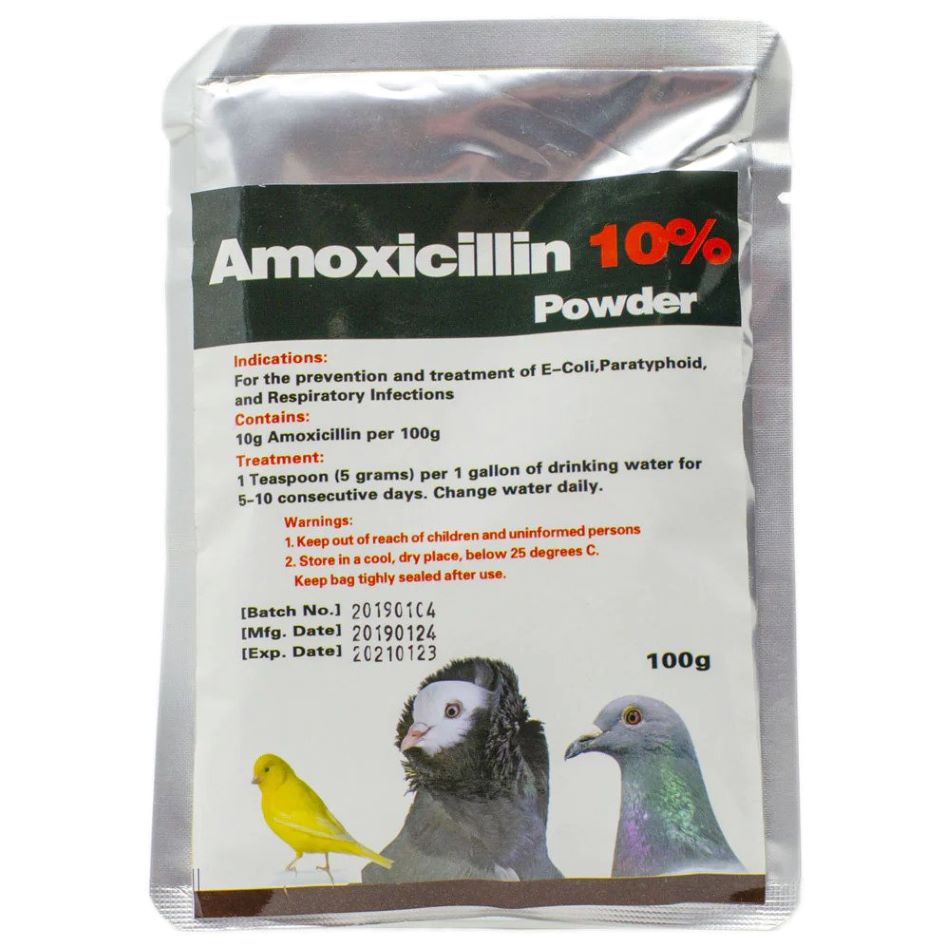 Amoxicillin 10%
Powder
Indications:
For the prevention and treatment of E-Coli,Paratyphoid,
and Respiratory Infections
Contains:
10g Amoxicillin per 100g
Treatment:
1 Teaspoon (5 grams) per 1 gallon of drinking water for
5-10 consecutive days. Change water daily.
Warnings:
1. Keep out of reach of children and uninformed persons
2. Store in a cool, dry place, below 25 degrees C.
Keep bag tighly sealed after use.
[Batch No.] 20190104
[Mfg. Date] 20190124
[Exp. Date] 20210123
100g